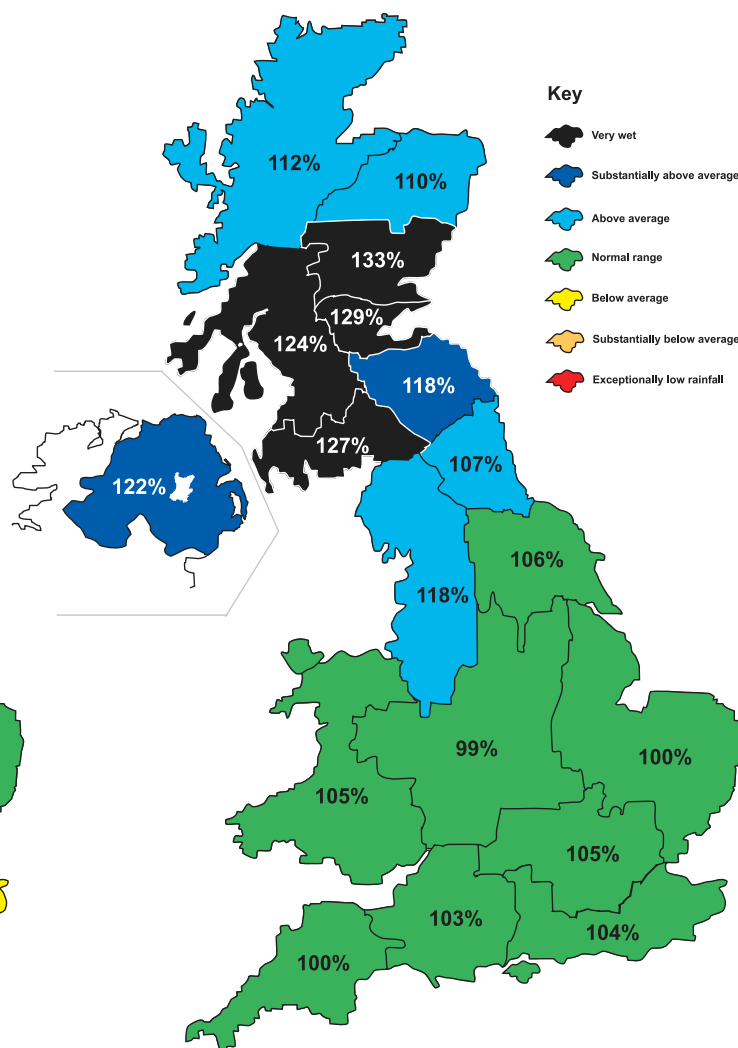 Key
Very wet
Substantially above average
Above average
Normal range
Below average
Substantially below average
Exceptionally low rainfall
112%
110%
133%
129%
124%
118%
127%
107%
122%
106%
118%
99%
100%
105%
105%
103%
104%
100%